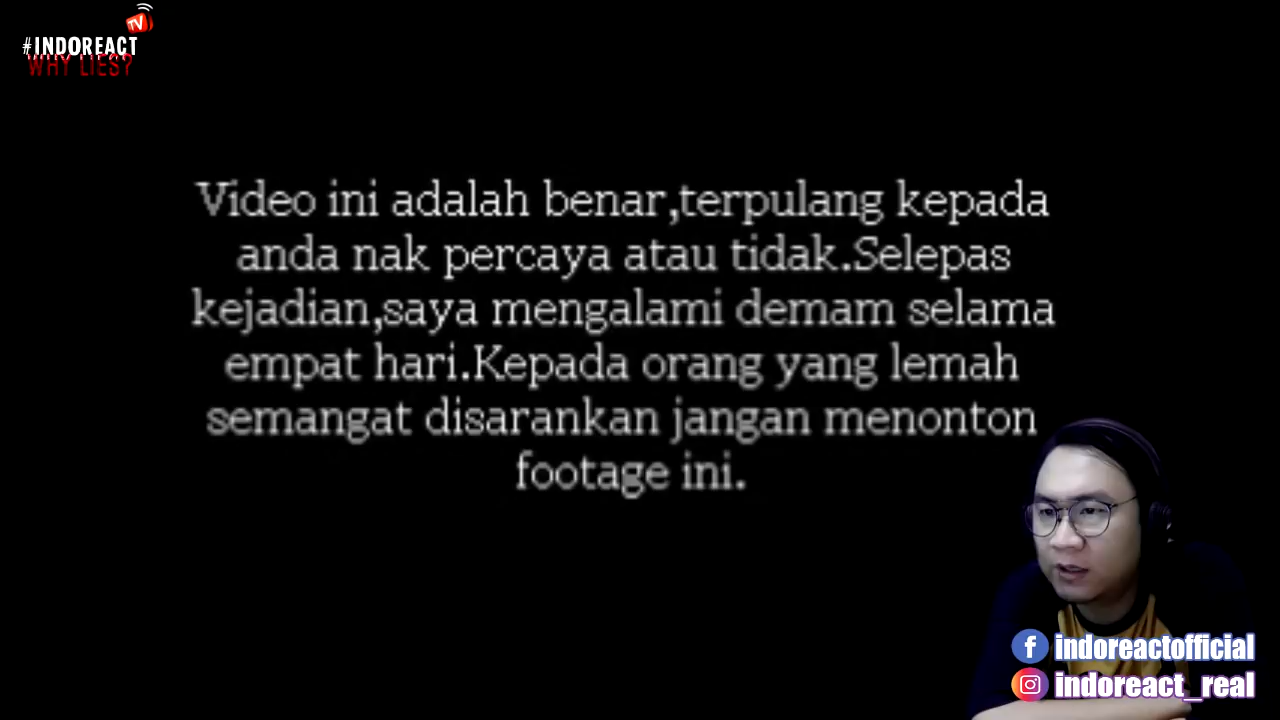 TV
#INDOREACT
WHY LIES?
Video ini adalah benar,terpulang kepada
anda nak percaya atau tidak.Selepas
kejadian,saya mengalami demam selama
empat hari.Kepada orang yang lemah
semangat disarankan jangan menonton
footage ini.
indoreactofficial
indoreact_real